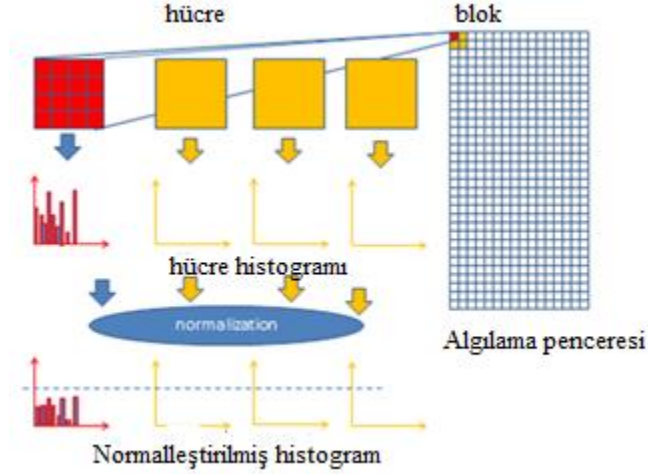 hücre
blok
hücre histogramı
normalization
Algılama penceresi
Normalleştirilmiş histogram